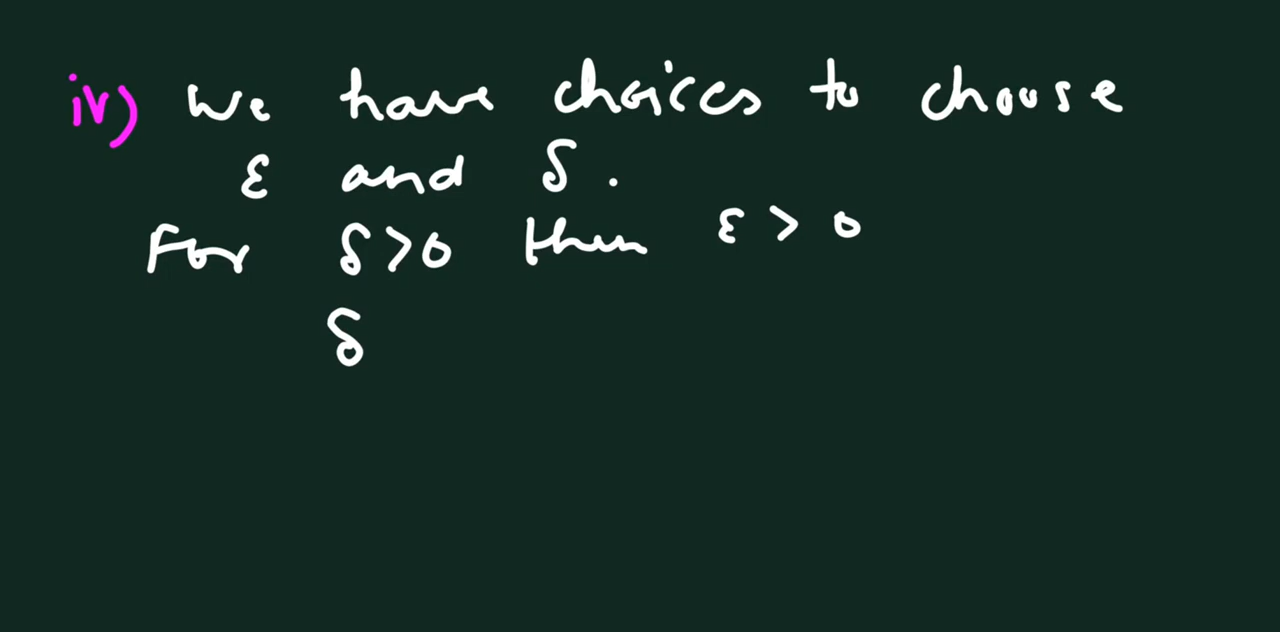 iv) We have choices to choose
ε and δ.
For δ>0 then ε > 0
δ